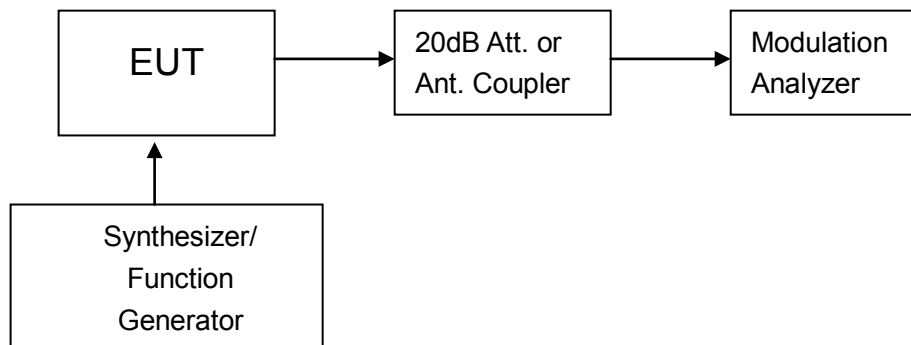 EUT
20dB Att. or
Ant. Coupler
Modulation
Analyzer
Synthesizer/
Function
Generator